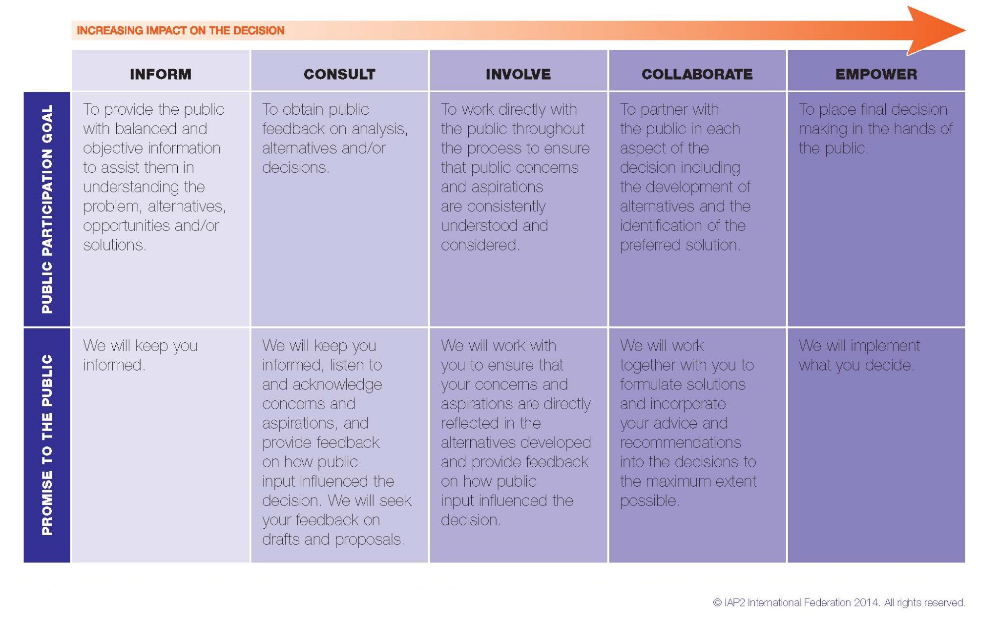 INCREASING IMPACT ON THE DECISION
INFORM
CONSULT
INVOLVE
COLLABORATE
EMPOWER
PUBLIC PARTICIPATION GOAL
To provide the public
with balanced and
objective information
to assist them in
understanding the
problem, alternatives,
opportunities and/or
solutions.
To obtain public
feedback on analysis,
alternatives and/or
decisions.
To work directly with
the public throughout
the process to ensure
that public concerns
and aspirations
are consistently
understood and
considered.
To partner with
the public in each
aspect of the
decision including
the development of
alternatives and the
identification of the
preferred solution.
To place final decision
making in the hands of
the public.
PROMISE TO THE PUBLIC
We will keep you
informed.
We will keep you
informed, listen to
and acknowledge
concerns and
aspirations, and
provide feedback
on how public
input influenced the
decision. We will seek
your feedback on
drafts and proposals.
We will work with
you to ensure that
your concerns and
aspirations are directly
reflected in the
alternatives developed
and provide feedback
on how public
input influenced the
decision.
We will work
together with you to
formulate solutions
and incorporate
your advice and
recommendations
into the decisions to
the maximum extent
possible.
We will implement
what you decide.
© IAP2 International Federation 2014. All rights reserved.